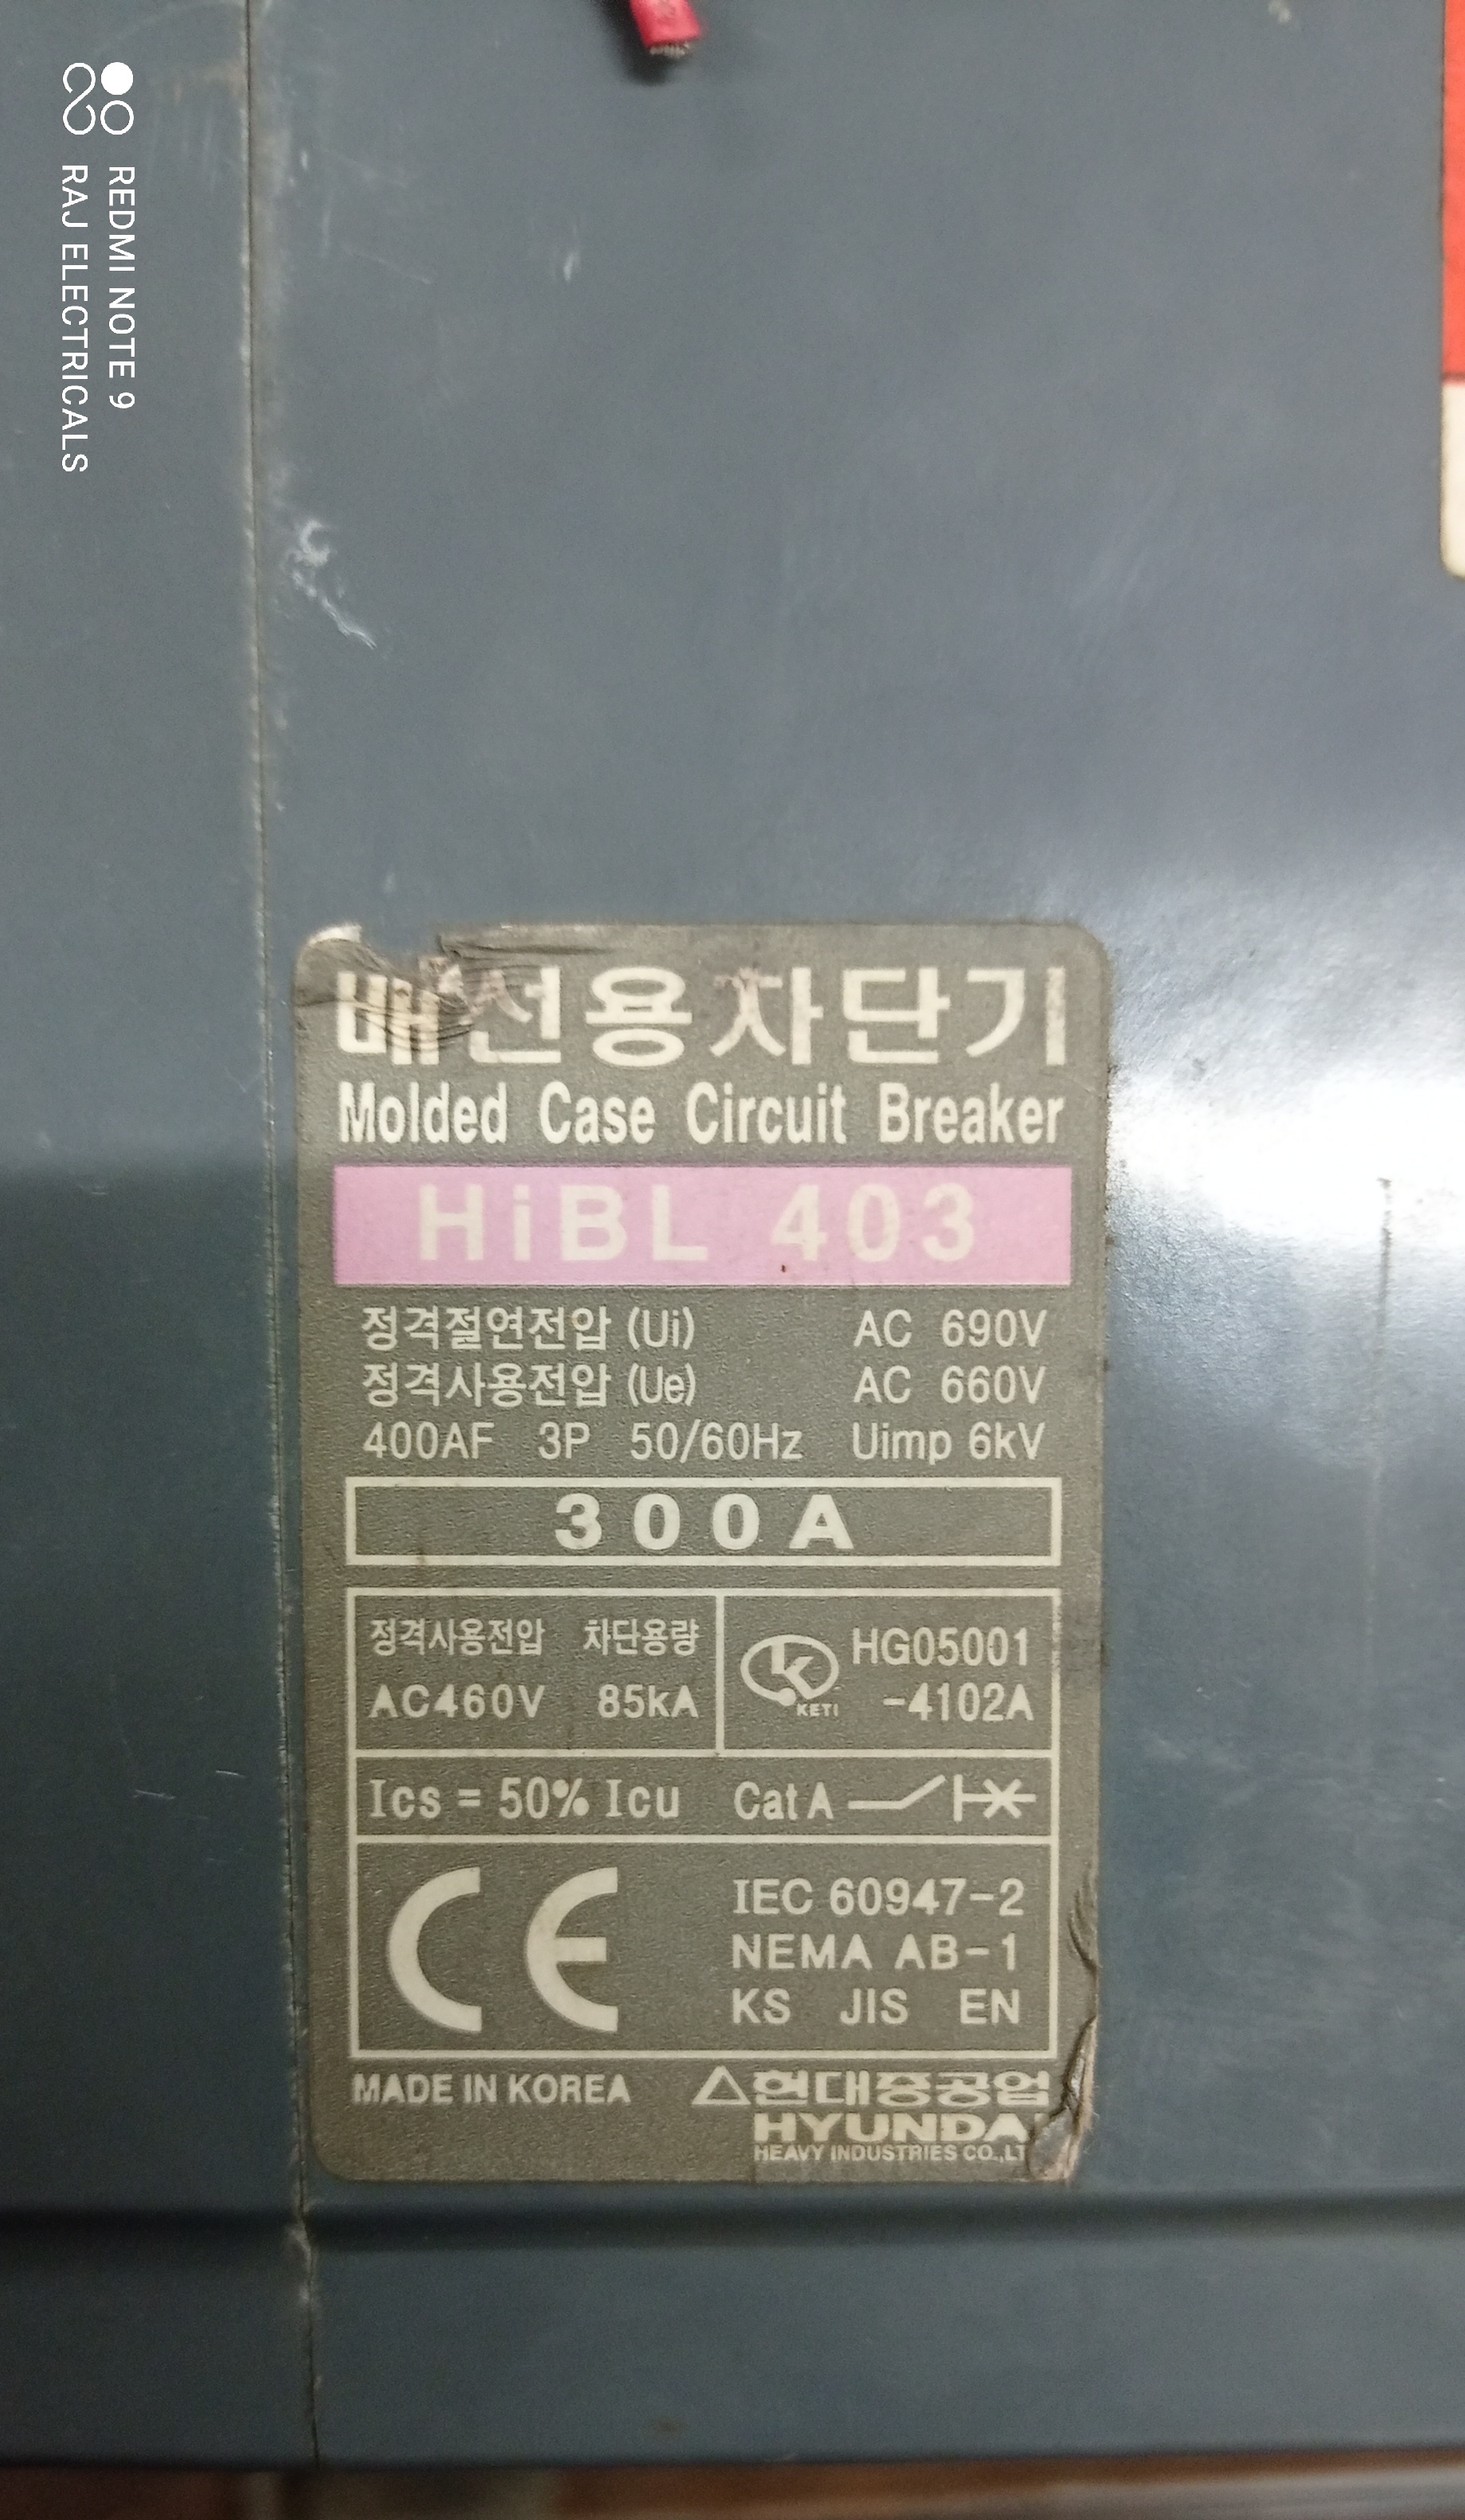 REDMI NOTE 9
RAJ ELECTRICALS
배선용차단기
Molded Case Circuit Breaker
HiBL 403
정격절연전압 (Ui) AC 690V
정격사용전압 (Ue) AC 660V
400AF 3P 50/60Hz Uimp 6kV
300A
정격사용전압 차단용량
AC460V 85kA
KETI
HG05001
-4102A
Ics = 50% Icu Cat A
CE
IEC 60947-2
NEMA AB-1
KS JIS EN
MADE IN KOREA
현대중공업
HYUNDAI
HEAVY INDUSTRIES CO.,LT